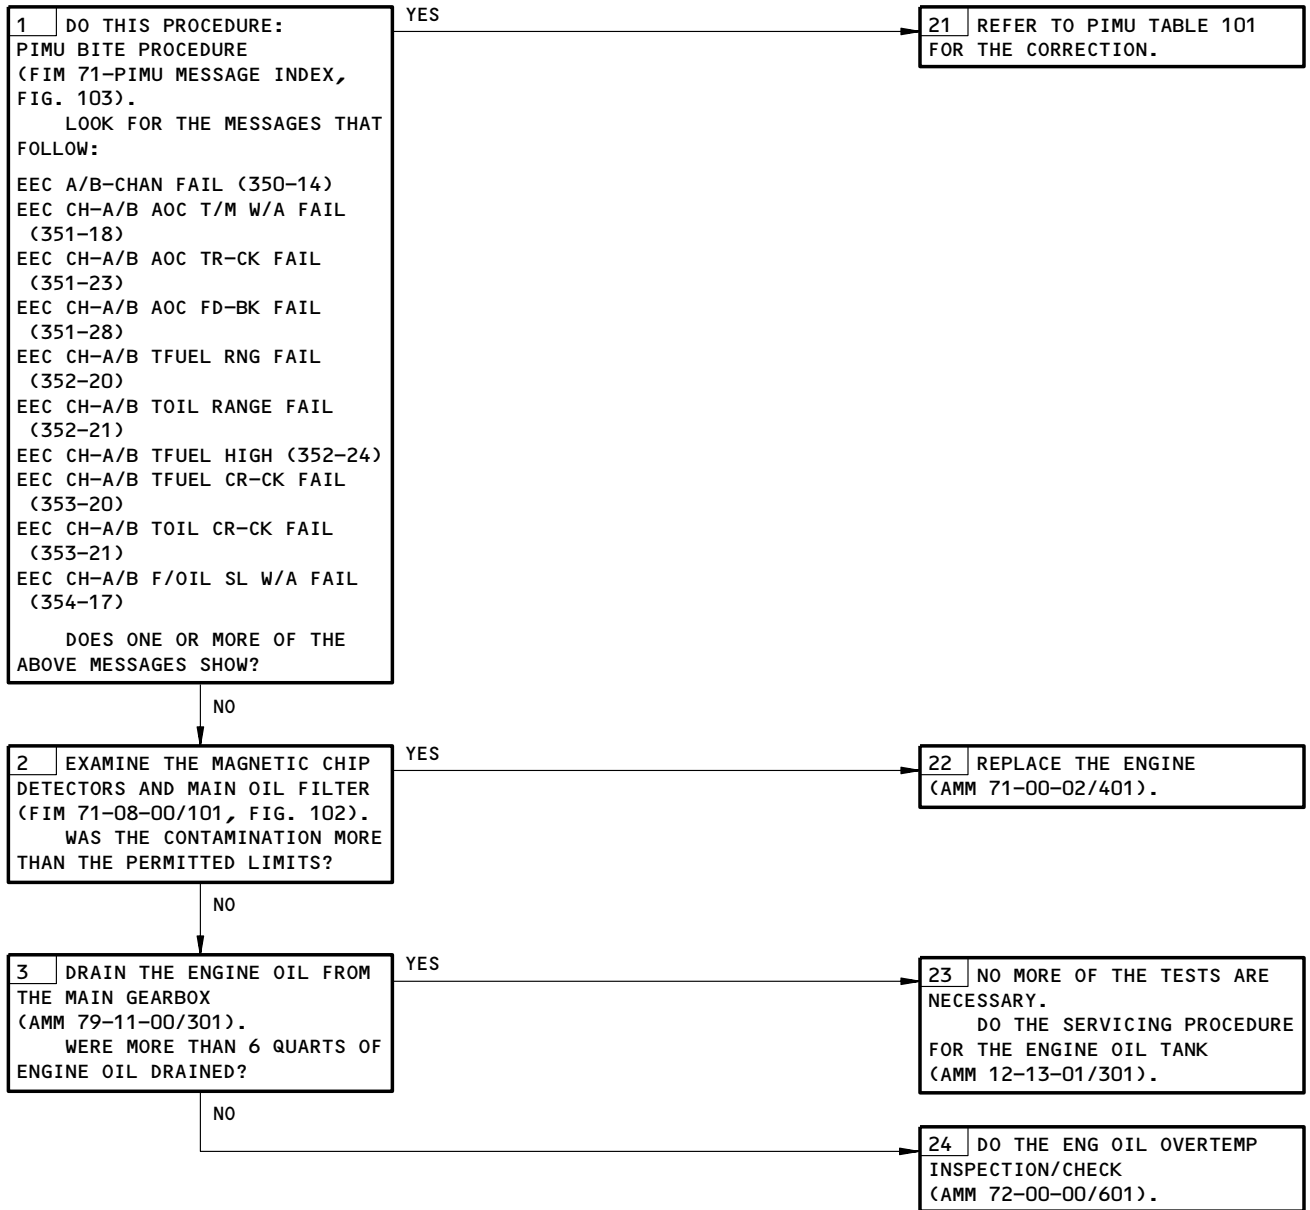 1 DO THIS PROCEDURE:
PIMU BITE PROCEDURE
(FIM 71-PIMU MESSAGE INDEX,
FIG. 103).
LOOK FOR THE MESSAGES THAT
FOLLOW:
EEC A/B-CHAN FAIL (350-14)
EEC CH-A/B AOC T/M W/A FAIL
(351-18)
EEC CH-A/B AOC TR-CK FAIL
(351-23)
EEC CH-A/B AOC FD-BK FAIL
(351-28)
EEC CH-A/B TFUEL RNG FAIL
(352-20)
EEC CH-A/B TOIL RANGE FAIL
(352-21)
EEC CH-A/B TFUEL HIGH (352-24)
EEC CH-A/B TFUEL CR-CK FAIL
(353-20)
EEC CH-A/B TOIL CR-CK FAIL
(353-21)
EEC CH-A/B F/OIL SL W/A FAIL
(354-17)
DOES ONE OR MORE OF THE
ABOVE MESSAGES SHOW?
YES
21 REFER TO PIMU TABLE 101
FOR THE CORRECTION.
NO
2 EXAMINE THE MAGNETIC CHIP
DETECTORS AND MAIN OIL FILTER
(FIM 71-08-00/101, FIG. 102).
WAS THE CONTAMINATION MORE
THAN THE PERMITTED LIMITS?
YES
22 REPLACE THE ENGINE
(AMM 71-00-02/401).
NO
3 DRAIN THE ENGINE OIL FROM
THE MAIN GEARBOX
(AMM 79-11-00/301).
WERE MORE THAN 6 QUARTS OF
ENGINE OIL DRAINED?
YES
23 NO MORE OF THE TESTS ARE
NECESSARY.
DO THE SERVICING PROCEDURE
FOR THE ENGINE OIL TANK
(AMM 12-13-01/301).
NO
24 DO THE ENG OIL OVERTEMP
INSPECTION/CHECK
(AMM 72-00-00/601).